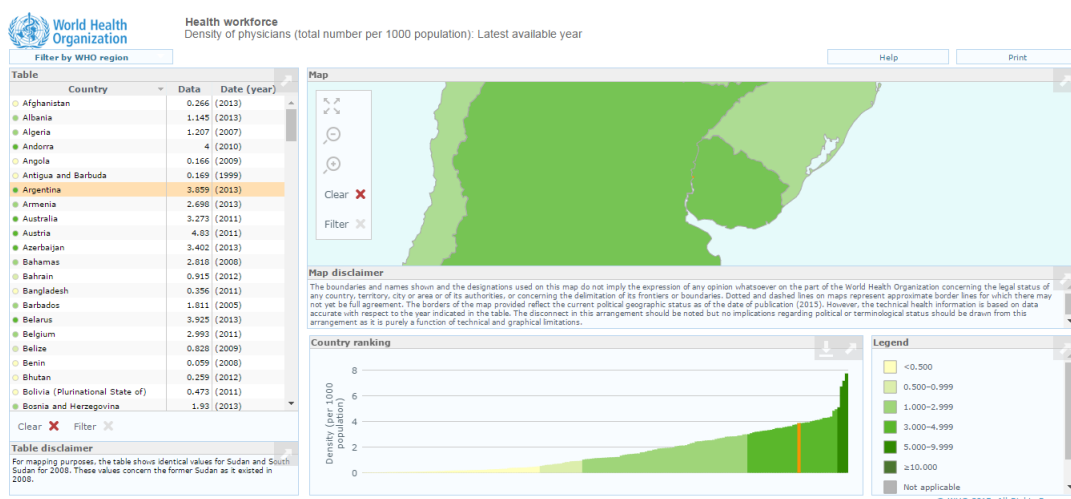 World Health
Organization
Health workforce
Density of physicians (total number per 1000 population): Latest available year
Filter by WHO region
Help
Print
Table
Country Data Date (year)
Afghanistan 0.266 (2013)
Albania 1.145 (2013)
Algeria 1.207 (2007)
Andorra 4 (2010)
Angola 0.166 (2009)
Antigua and Barbuda 0.169 (1999)
Argentina 3.859 (2013)
Armenia 2.698 (2013)
Australia 3.273 (2011)
Austria 4.83 (2011)
Azerbaijan 3.402 (2013)
Bahamas 2.818 (2008)
Bahrain 0.915 (2012)
Bangladesh 0.356 (2011)
Barbados 1.811 (2005)
Belarus 3.925 (2013)
Belgium 2.993 (2011)
Belize 0.828 (2009)
Benin 0.059 (2008)
Bhutan 0.259 (2012)
Bolivia (Plurinational State of) 0.473 (2011)
Bosnia and Herzegovina 1.93 (2013)
Clear Filter
Table disclaimer
For mapping purposes, the table shows identical values for Sudan and South
Sudan for 2008. These values concern the former Sudan as it existed in
2008.
Map
Clear
Filter
Map disclaimer
The boundaries and names shown and the designations used on this map do not imply the expression of any opinion whatsoever on the part of the World Health Organization concerning the legal status of
any country, territory, city or area or of its authorities, or concerning the delimitation of its frontiers or boundaries. Dotted and dashed lines on maps represent approximate border lines for which there may
not yet be full agreement. The borders of the map provided reflect the current political geographic status as of the date of publication (2015). However, the technical health information is based on data
accurate with respect to the year indicated in the table. The disconnect in this arrangement should be noted but no implications regarding political or terminological status should be drawn from this
arrangement as it is purely a function of technical and graphical limitations.
Country ranking
Density (per 1000
population)
8
6
4
2
0
Legend
<0.500
0.500–0.999
1.000–2.999
3.000–4.999
5.000–9.999
≥10.000
Not applicable